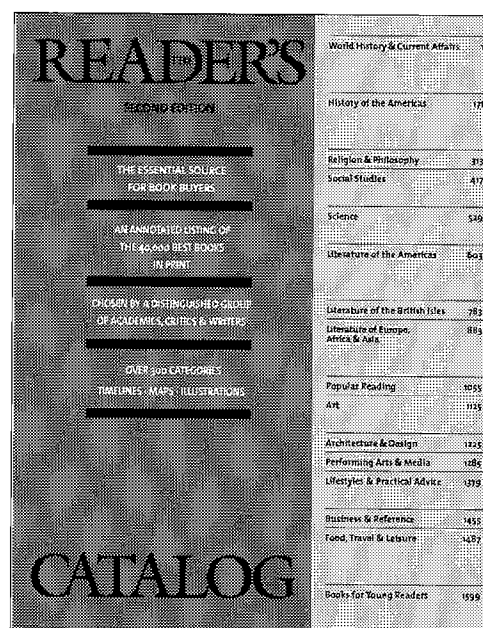 THE
READER'S
SECOND EDITION
THE ESSENTIAL SOURCE
FOR BOOK BUYERS
AN ANNOTATED LISTING OF
THE 40,000 BEST BOOKS
IN PRINT
CHOSEN BY A DISTINGUISHED GROUP
OF ACADEMICS, CRITICS & WRITERS
OVER 300 CATEGORIES
TIMELINES · MAPS · ILLUSTRATIONS
CATALOG
World History & Current Affairs 1
History of the Americas 171
Religion & Philosophy 313
Social Studies 417
Science 529
Literature of the Americas 603
Literature of the British Isles 783
Literature of Europe, 883
Africa & Asia
Popular Reading 1055
Art 1125
Architecture & Design 1225
Performing Arts & Media 1285
Lifestyles & Practical Advice 1379
Business & Reference 1455
Food, Travel & Leisure 1487
Books for Young Readers 1599